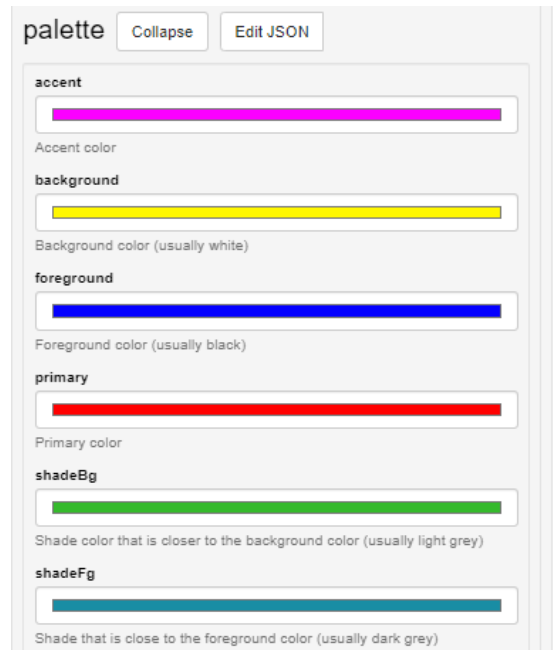 palette Collapse Edit JSON
accent
Accent color
background
Background color (usually white)
foreground
Foreground color (usually black)
primary
Primary color
shadeBg
Shade color that is closer to the background color (usually light grey)
shadeFg
Shade that is close to the foreground color (usually dark grey)